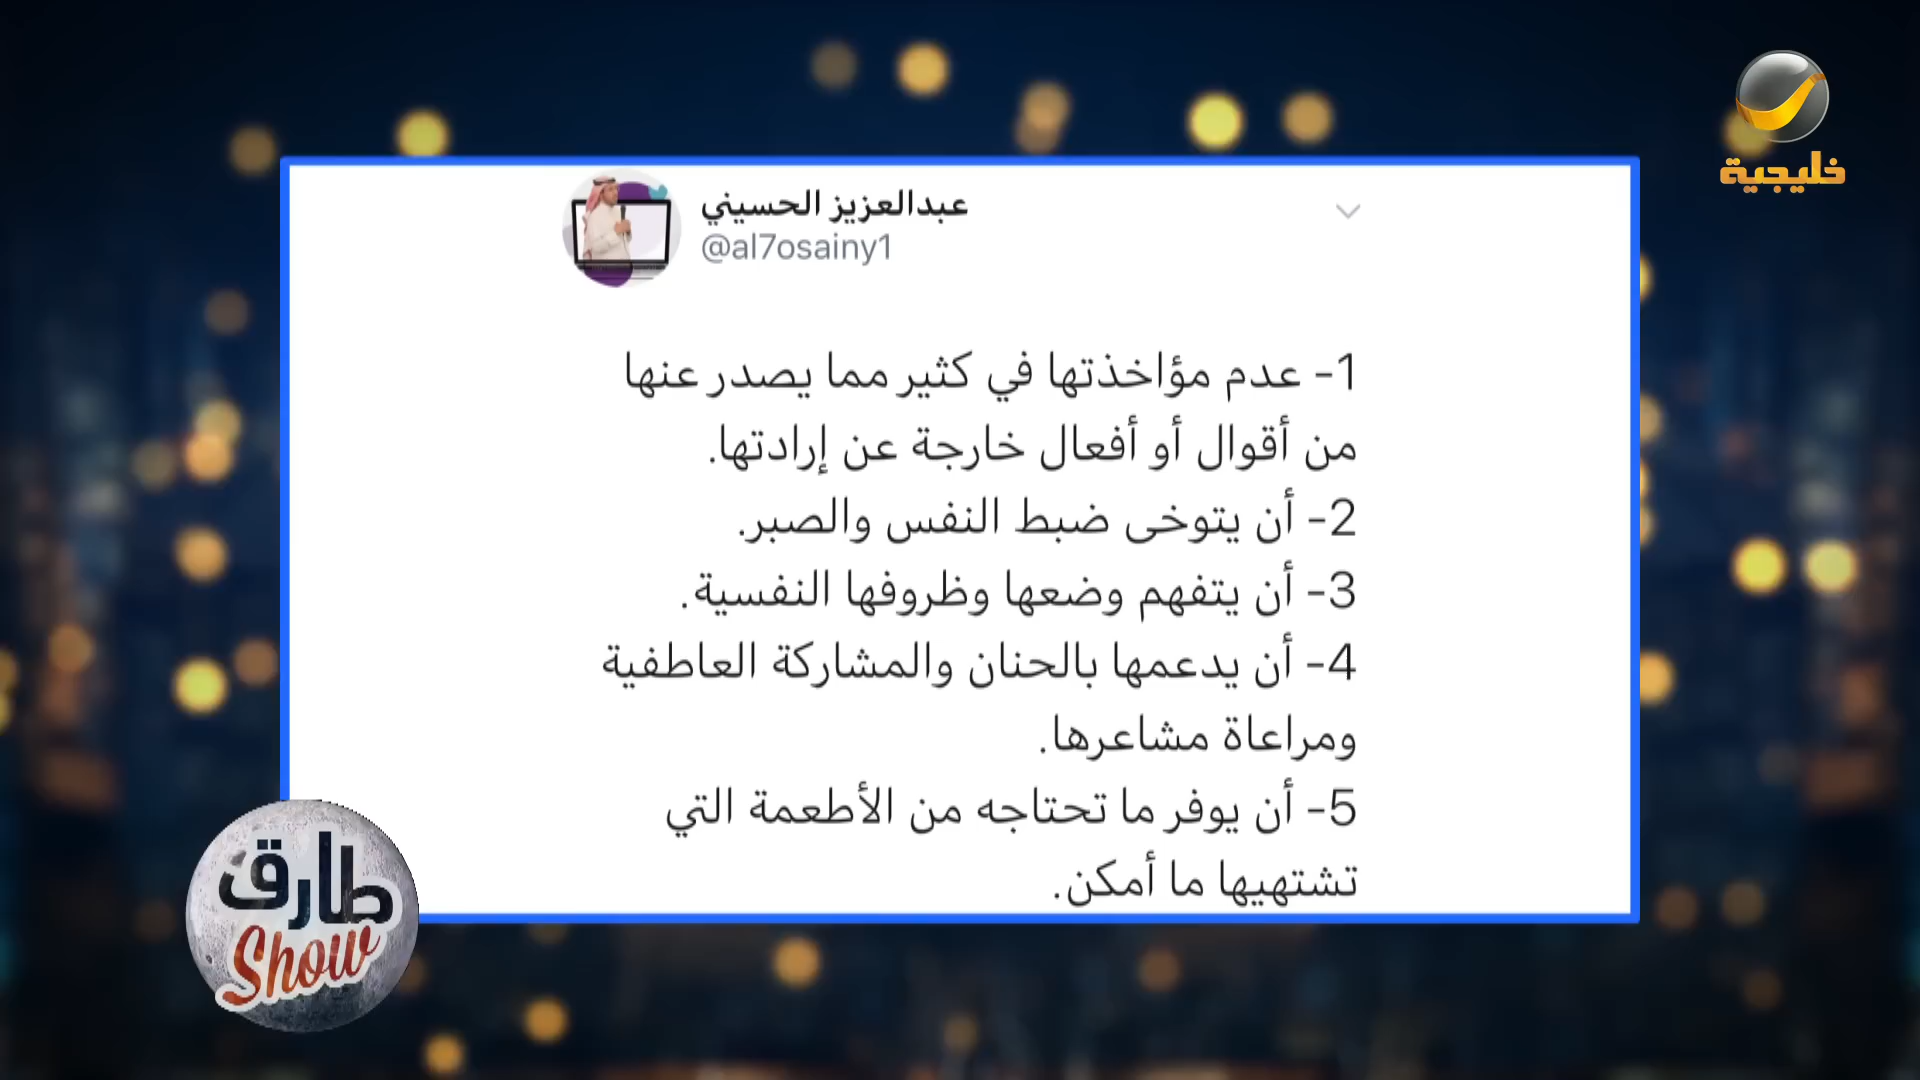 خليجية
عبدالعزيز الحسيني
@al7osainy1
1- عدم مؤاخذتها في كثير مما يصدر عنها
من أقوال أو أفعال خارجة عن إرادتها.
2- أن يتوخى ضبط النفس والصبر.
3- أن يتفهم وضعها وظروفها النفسية.
4- أن يدعمها بالحنان والمشاركة العاطفية
ومراعاة مشاعرها.
5- أن يوفر ما تحتاجه من الأطعمة التي
تشتهيها ما أمكن.
طارق
Show